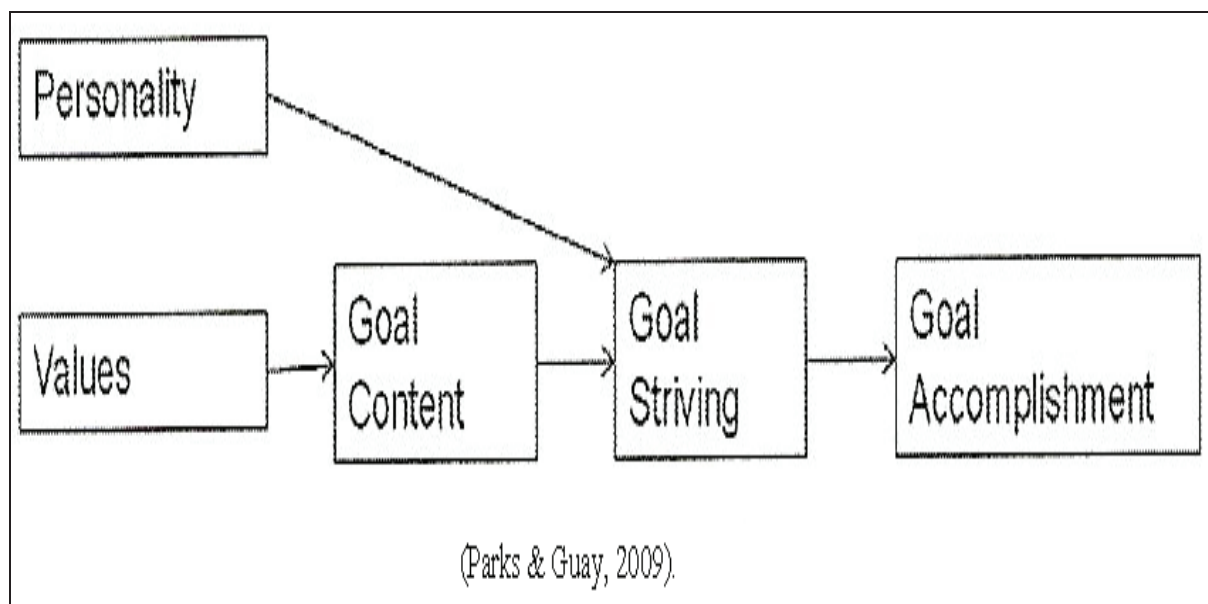 Personality
Values
Goal
Content
Goal
Striving
Goal
Accomplishment
(Parks & Guay, 2009).